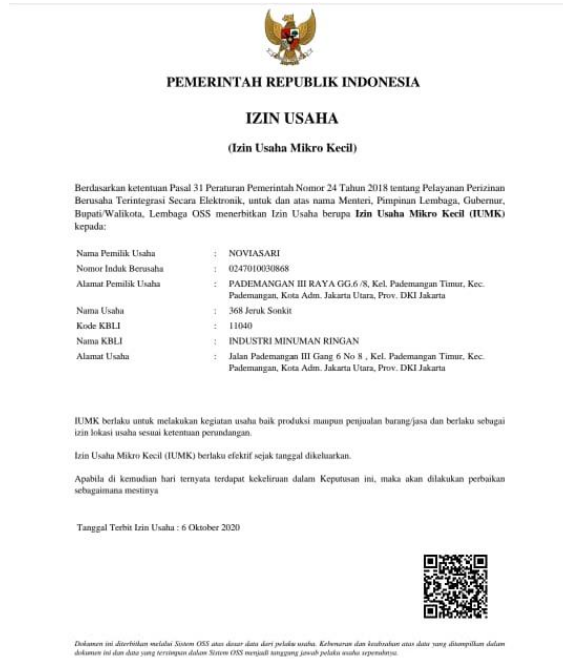 PEMERINTAH REPUBLIK INDONESIA
IZIN USAHA
(Izin Usaha Mikro Kecil)
Berdasarkan ketentuan Pasal 31 Peraturan Pemerintah Nomor 24 Tahun 2018 tentang Pelayanan Perizinan
Berusaha Terintegrasi Secara Elektronik, untuk dan atas nama Menteri, Pimpinan Lembaga, Gubernur,
Bupati/Walikota, Lembaga OSS menerbitkan Izin Usaha berupa Izin Usaha Mikro Kecil (IUMK)
kepada:
Nama Pemilik Usaha : NOVIASARI
Nomor Induk Berusaha : 0247010030868
Alamat Pemilik Usaha : PADEMANGAN III RAYA GG.6 /8, Kel. Pademangan Timur, Kec.
Pademangan, Kota Adm. Jakarta Utara, Prov. DKI Jakarta
Nama Usaha : 368 Jeruk Sonkit
Kode KBLI : 11040
Nama KBLI : INDUSTRI MINUMAN RINGAN
Alamat Usaha : Jalan Pademangan III Gang 6 No 8 , Kel. Pademangan Timur, Kec.
Pademangan, Kota Adm. Jakarta Utara, Prov. DKI Jakarta
IUMK berlaku untuk melakukan kegiatan usaha baik produksi maupun penjualan barang/jasa dan berlaku sebagai
izin lokasi usaha sesuai ketentuan perundangan.
Izin Usaha Mikro Kecil (IUMK) berlaku efektif sejak tanggal dikeluarkan.
Apabila di kemudian hari ternyata terdapat kekeliruan dalam Keputusan ini, maka akan dilakukan perbaikan
sebagaimana mestinya
Tanggal Terbit Izin Usaha : 6 Oktober 2020
Dokumen ini diterbitkan melalui Sistem OSS atas dasar data dari pelaku usaha. Kebenaran dan keabsahan atas data yang ditampilkan dalam
dokumen ini dan data yang tersimpan dalam Sistem OSS menjadi tanggung jawab pelaku usaha sepenuhnya.